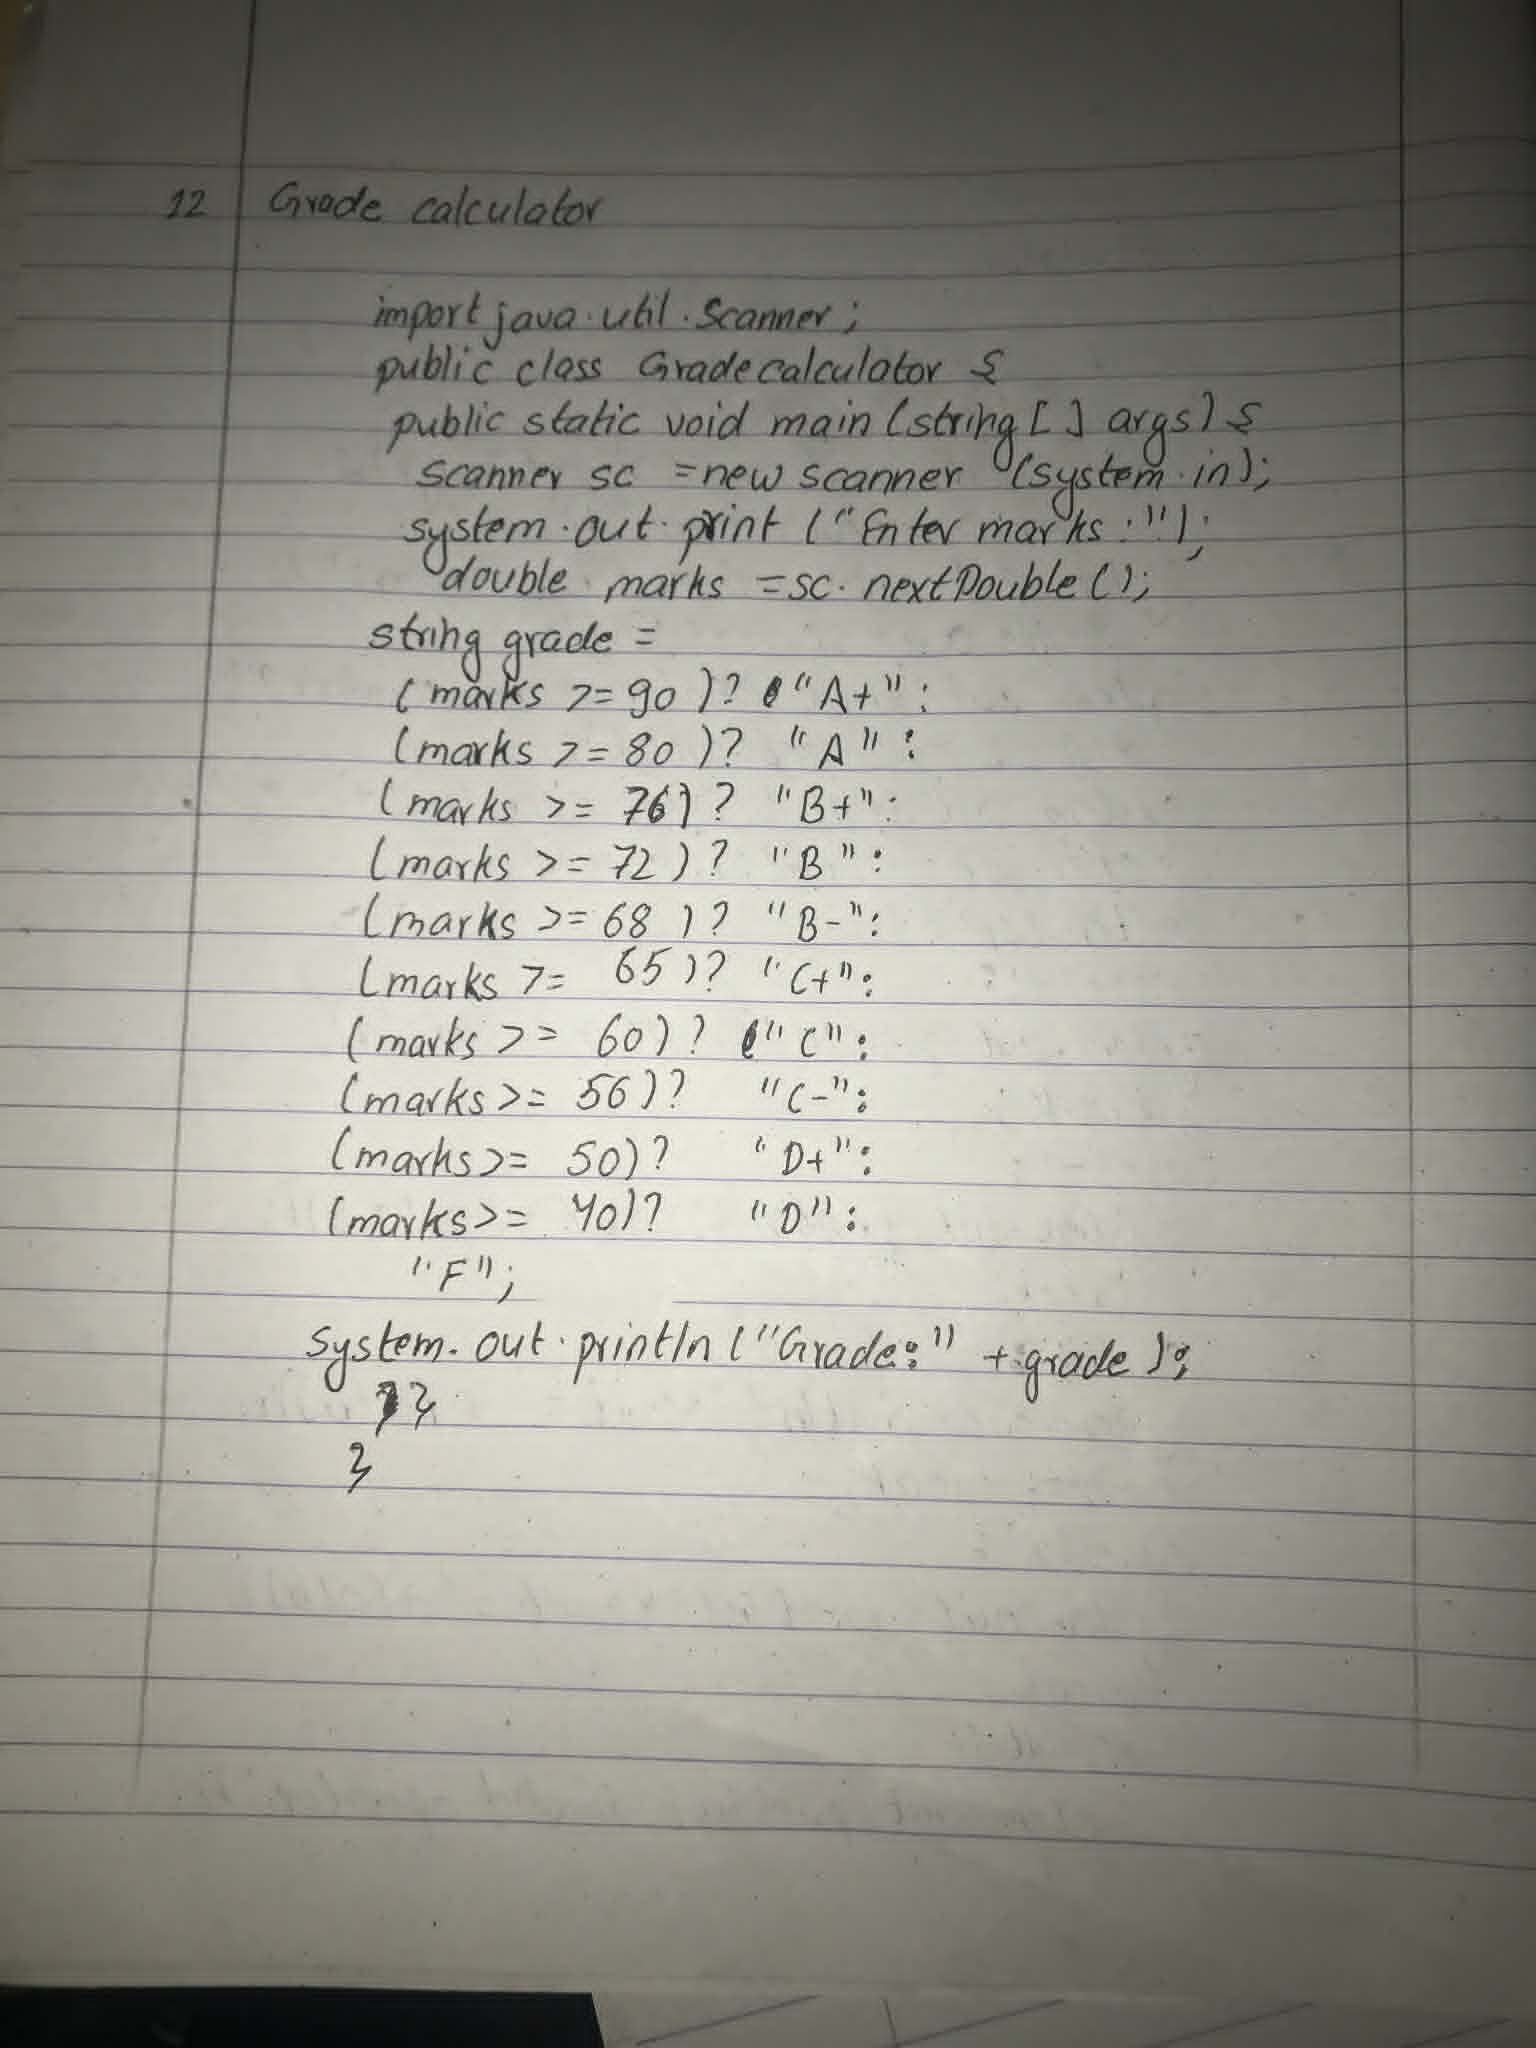 12 Grade calculator
import java.util.Scanner;
public class Gradecalculator {
public static void main (string [ ] args) {
scanner sc = new scanner (system.in);
system.out.print ("Enter marks:");
double marks = sc.nextDouble ();
string grade =
(marks >= 90 )? "A+" :
(marks >= 80 )? "A" :
(marks >= 76) ? "B+" :
(marks >= 72 ) ? "B" :
(marks >= 68 ) ? "B-" :
(marks >= 65 )? "C+" :
(marks >= 60) ? "C" :
(marks >= 56 )? "C-" :
(marks >= 50) ? "D+" :
(marks >= 40) ? "D" :
"F" ;
System.out.println ("Grade:" + grade );
}
}